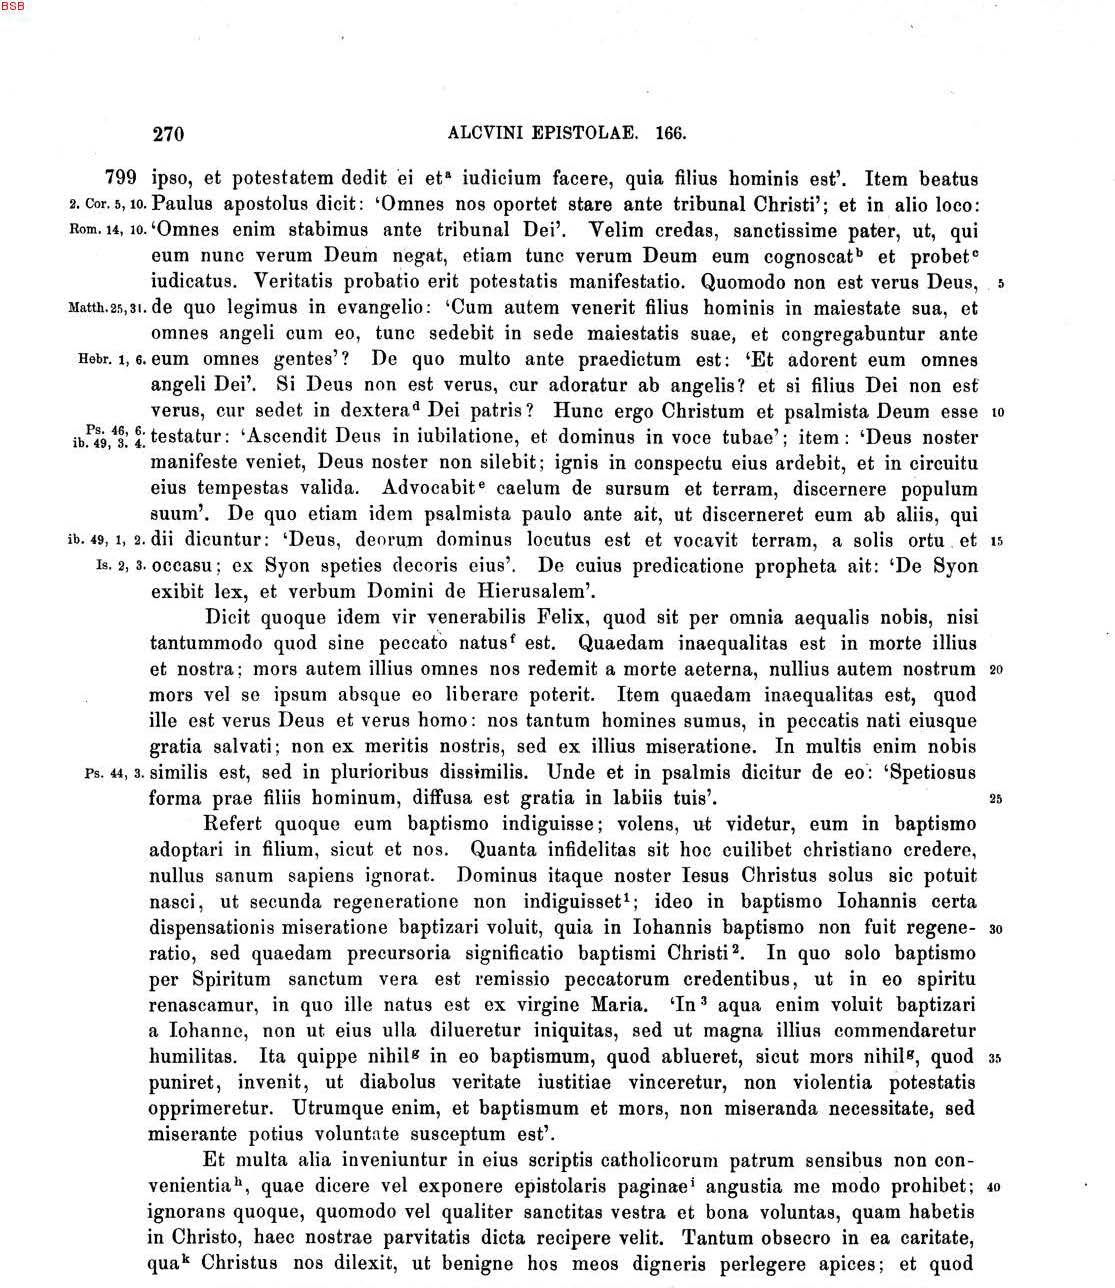 BSB
270 ALCVINI EPISTOLAE. 166.
799 ipso, et potestatem dedit ei etᵃ iudicium facere, quia filius hominis est’. Item beatus
2. Cor. 5, 10. Paulus apostolus dicit: ‘Omnes nos oportet stare ante tribunal Christi’; et in alio loco:
Rom. 14, 10. ‘Omnes enim stabimus ante tribunal Dei’. Velim credas, sanctissime pater, ut, qui
eum nunc verum Deum negat, etiam tunc verum Deum eum cognoscatᵇ et probetᶜ
iudicatus. Veritatis probatio erit potestatis manifestatio. Quomodo non est verus Deus, 5
Matth. 25, 31. de quo legimus in evangelio: ‘Cum autem venerit filius hominis in maiestate sua, et
omnes angeli cum eo, tunc sedebit in sede maiestatis suae, et congregabuntur ante
Hebr. 1, 6. eum omnes gentes’? De quo multo ante praedictum est: ‘Et adorent eum omnes
angeli Dei’. Si Deus non est verus, cur adoratur ab angelis? et si filius Dei non est
verus, cur sedet in dexteraᵈ Dei patris? Hunc ergo Christum et psalmista Deum esse 10
Ps. 46, 6.
ib. 49, 3. 4. testatur: ‘Ascendit Deus in iubilatione, et dominus in voce tubae’; item: ‘Deus noster
manifeste veniet, Deus noster non silebit; ignis in conspectu eius ardebit, et in circuitu
eius tempestas valida. Advocabitᵉ caelum de sursum et terram, discernere populum
suum’. De quo etiam idem psalmista paulo ante ait, ut discerneret eum ab aliis, qui
ib. 49, 1, 2. dii dicuntur: ‘Deus, deorum dominus locutus est et vocavit terram, a solis ortu et 15
Is. 2, 3. occasu; ex Syon speties decoris eius’. De cuius predicatione propheta ait: ‘De Syon
exibit lex, et verbum Domini de Hierusalem’.
Dicit quoque idem vir venerabilis Felix, quod sit per omnia aequalis nobis, nisi
tantummodo quod sine peccato natusᶠ est. Quaedam inaequalitas est in morte illius
et nostra; mors autem illius omnes nos redemit a morte aeterna, nullius autem nostrum 20
mors vel se ipsum absque eo liberare poterit. Item quaedam inaequalitas est, quod
ille est verus Deus et verus homo: nos tantum homines sumus, in peccatis nati eiusque
gratia salvati; non ex meritis nostris, sed ex illius miseratione. In multis enim nobis
Ps. 44, 3. similis est, sed in plurioribus dissimilis. Unde et in psalmis dicitur de eo: ‘Spetiosus
forma prae filiis hominum, diffusa est gratia in labiis tuis’. 25
Refert quoque eum baptismo indiguisse; volens, ut videtur, eum in baptismo
adoptari in filium, sicut et nos. Quanta infidelitas sit hoc cuilibet christiano credere,
nullus sanum sapiens ignorat. Dominus itaque noster Iesus Christus solus sic potuit
nasci, ut secunda regeneratione non indiguisset¹; ideo in baptismo Iohannis certa
dispensationis miseratione baptizari voluit, quia in Iohannis baptismo non fuit regene- 30
ratio, sed quaedam precursoria significatio baptismi Christi². In quo solo baptismo
per Spiritum sanctum vera est remissio peccatorum credentibus, ut in eo spiritu
renascamur, in quo ille natus est ex virgine Maria. ‘In³ aqua enim voluit baptizari
a Iohanne, non ut eius ulla dilueretur iniquitas, sed ut magna illius commendaretur
humilitas. Ita quippe nihilᵍ in eo baptismum, quod ablueret, sicut mors nihilᵍ, quod 35
puniret, invenit, ut diabolus veritate iustitiae vinceretur, non violentia potestatis
opprimeretur. Utrumque enim, et baptismum et mors, non miseranda necessitate, sed
miserante potius voluntate susceptum est’.
Et multa alia inveniuntur in eius scriptis catholicorum patrum sensibus non con-
venientiaʰ, quae dicere vel exponere epistolaris paginaeⁱ angustia me modo prohibet; 40
ignorans quoque, quomodo vel qualiter sanctitas vestra et bona voluntas, quam habetis
in Christo, haec nostrae parvitatis dicta recipere velit. Tantum obsecro in ea caritate,
quaᵏ Christus nos dilexit, ut benigne hos meos digneris perlegere apices; et quod